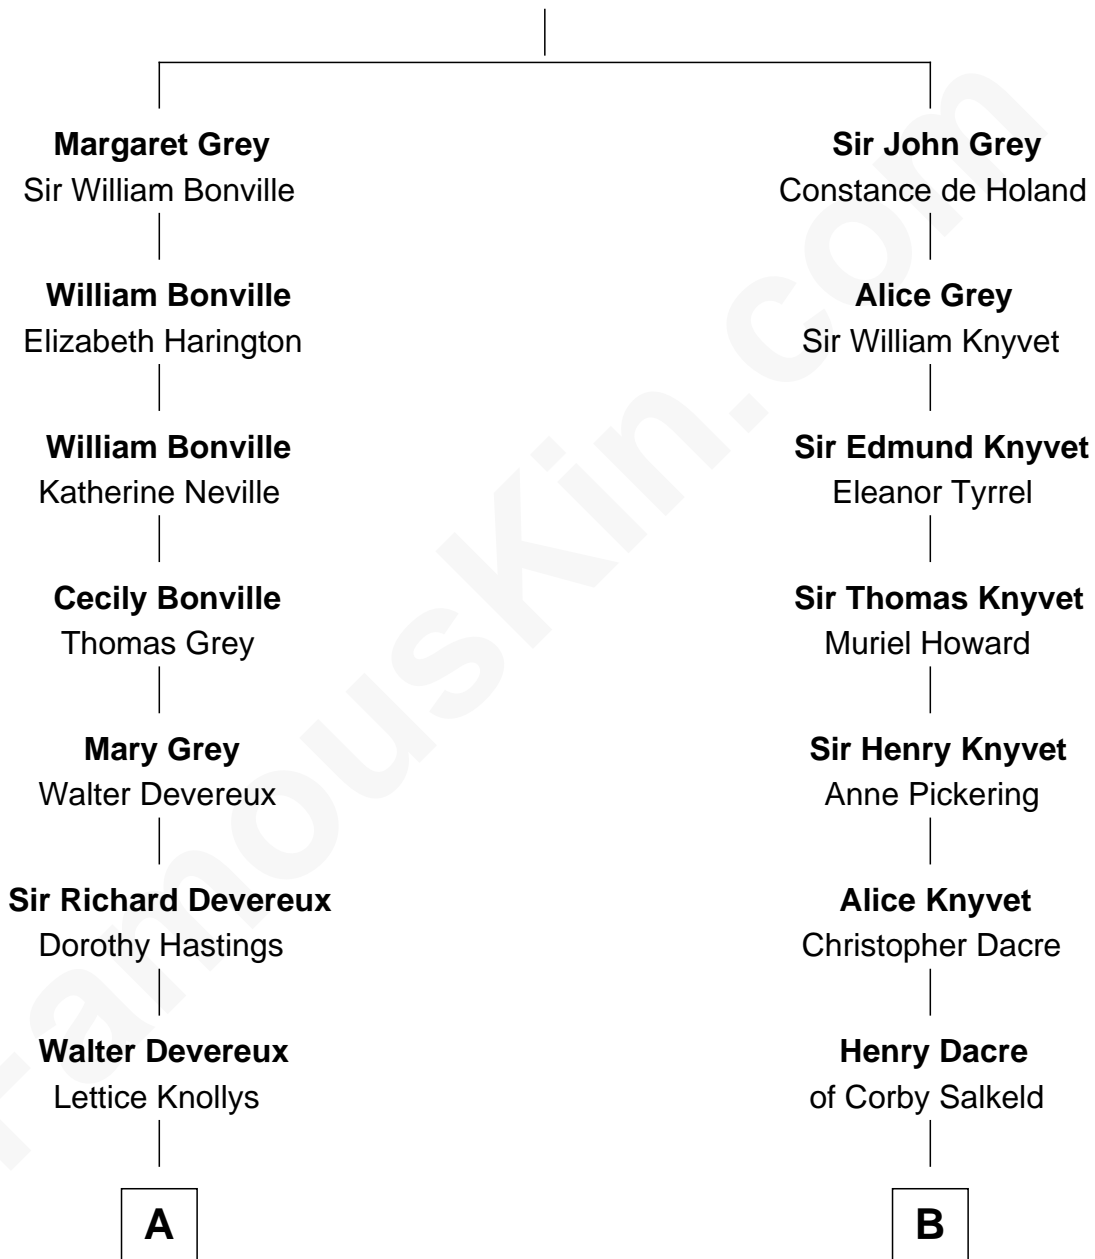 Margaret Grey
Sir William Bonville
William Bonville
Elizabeth Harington
William Bonville
Katherine Neville
Cecily Bonville
Thomas Grey
Mary Grey
Walter Devereux
Sir Richard Devereux
Dorothy Hastings
Walter Devereux
Lettice Knollys
A
Sir John Grey
Constance de Holand
Alice Grey
Sir William Knyvet
Sir Edmund Knyvet
Eleanor Tyrrel
Sir Thomas Knyvet
Muriel Howard
Sir Henry Knyvet
Anne Pickering
Alice Knyvet
Christopher Dacre
Henry Dacre
of Corby Salkeld
B
FamousKin.com